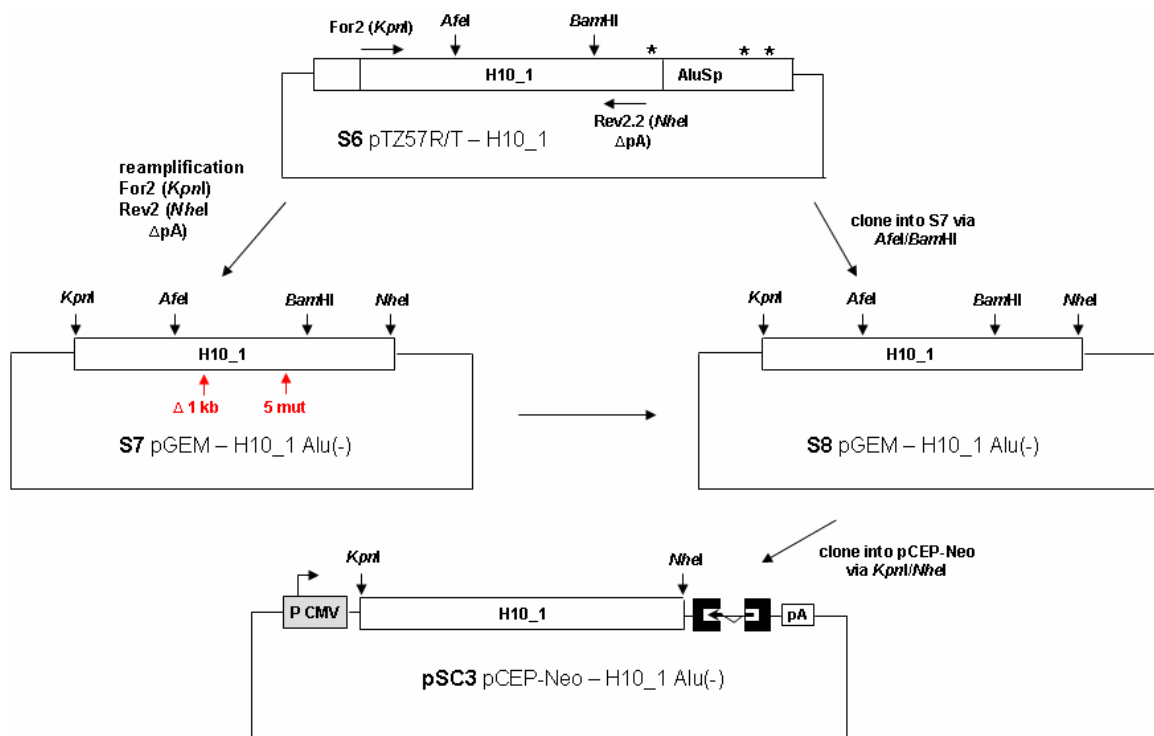 For2 (KpnI)
AfeI
BamHI
* * *
H10_1
AluSp
Rev2.2 (NheI
ΔpA)
S6 pTZ57R/T – H10_1
reamplification
For2 (KpnI)
Rev2 (NheI
ΔpA)
clone into S7 via
AfeI/BamHI
KpnI
AfeI
BamHI
NheI
H10_1
Δ 1 kb
5 mut
S7 pGEM – H10_1 Alu(-)
KpnI
AfeI
BamHI
NheI
H10_1
S8 pGEM – H10_1 Alu(-)
clone into pCEP-Neo
via KpnI/NheI
KpnI
NheI
P CMV
H10_1
pA
pSC3 pCEP-Neo – H10_1 Alu(-)